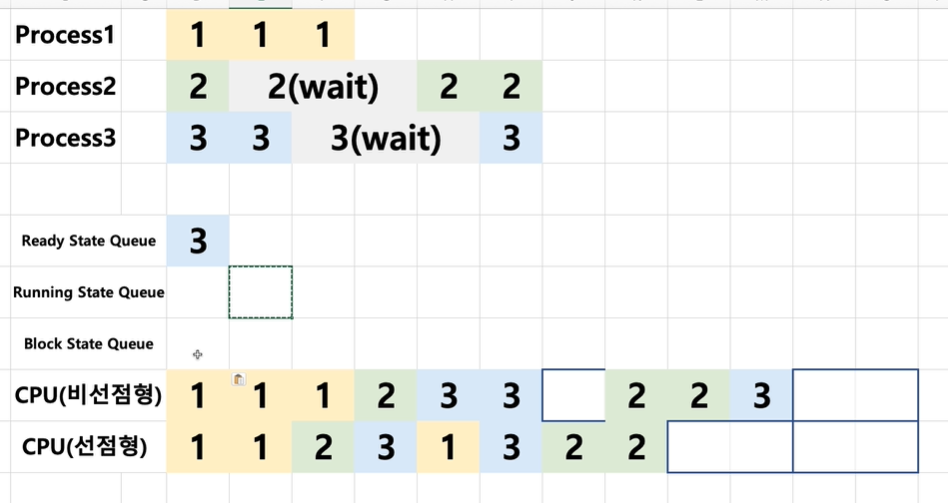 Process1 1 1 1
Process2 2 2(wait) 2 2
Process3 3 3 3(wait) 3
Ready State Queue 3
Running State Queue
Block State Queue
CPU(비선점형) 1 1 1 2 3 3 2 2 3
CPU(선점형) 1 1 2 3 1 3 2 2